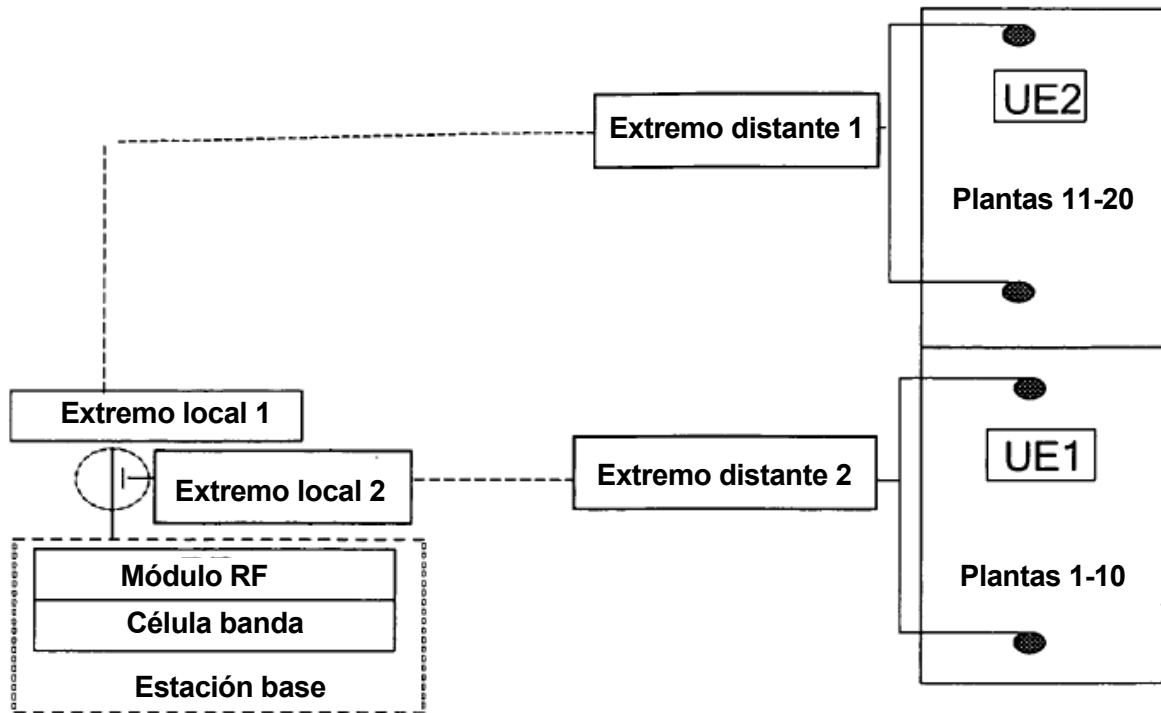 Extremo distante 1
UE2
Plantas 11-20
Extremo local 1
Extremo local 2
Extremo distante 2
UE1
Plantas 1-10
Módulo RF
Célula banda
Estación base